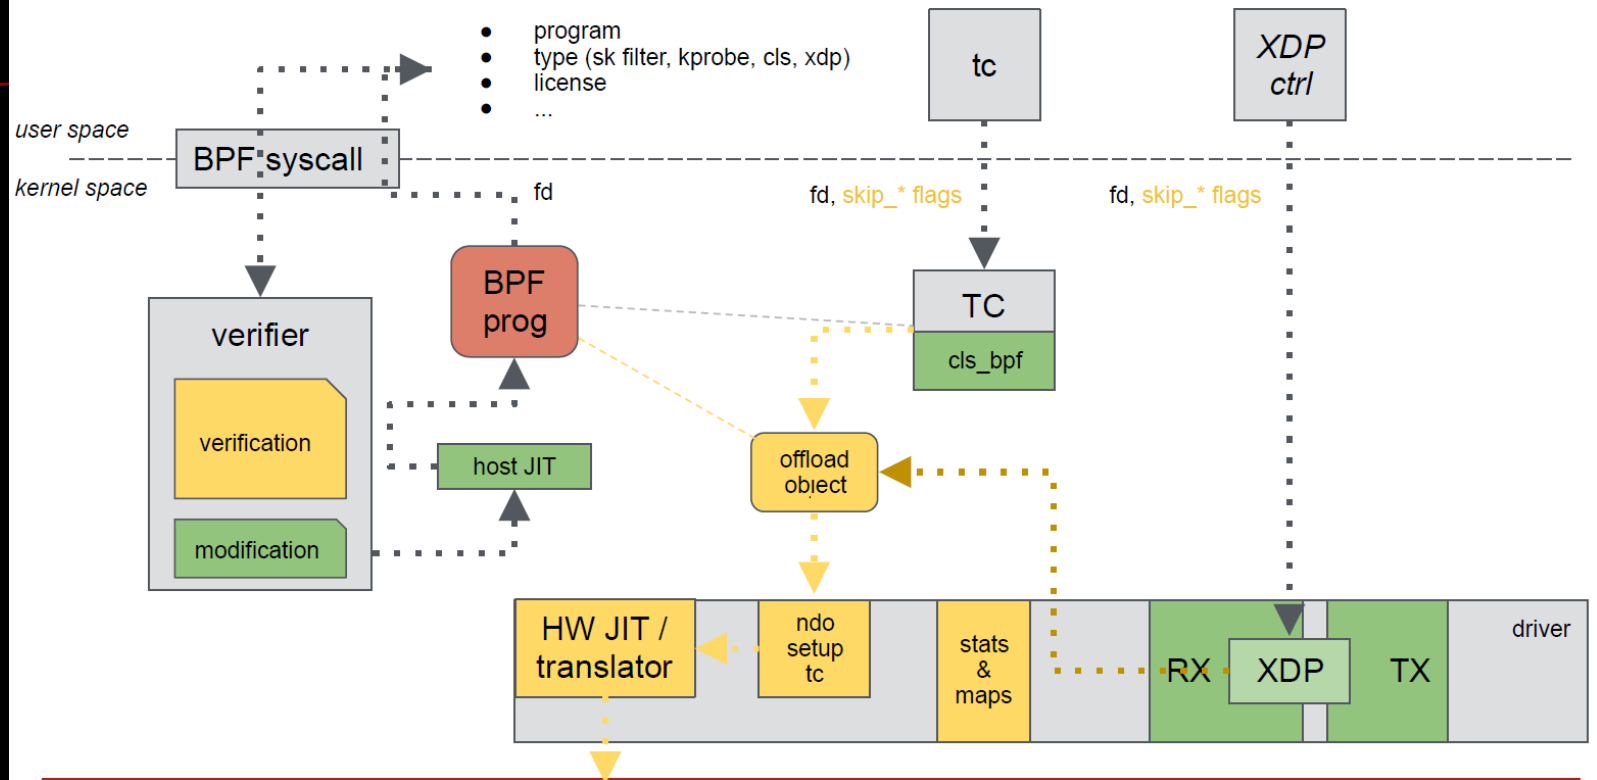 ● program
● type (sk filter, kprobe, cls, xdp)
● license
● ...
tc
XDP
ctrl
user space
BPF syscall
kernel space
fd
fd, skip_* flags
fd, skip_* flags
BPF
prog
TC
cls_bpf
verifier
verification
modification
host JIT
offload
object
HW JIT /
translator
ndo
setup
tc
stats
&
maps
RX
XDP
TX
driver